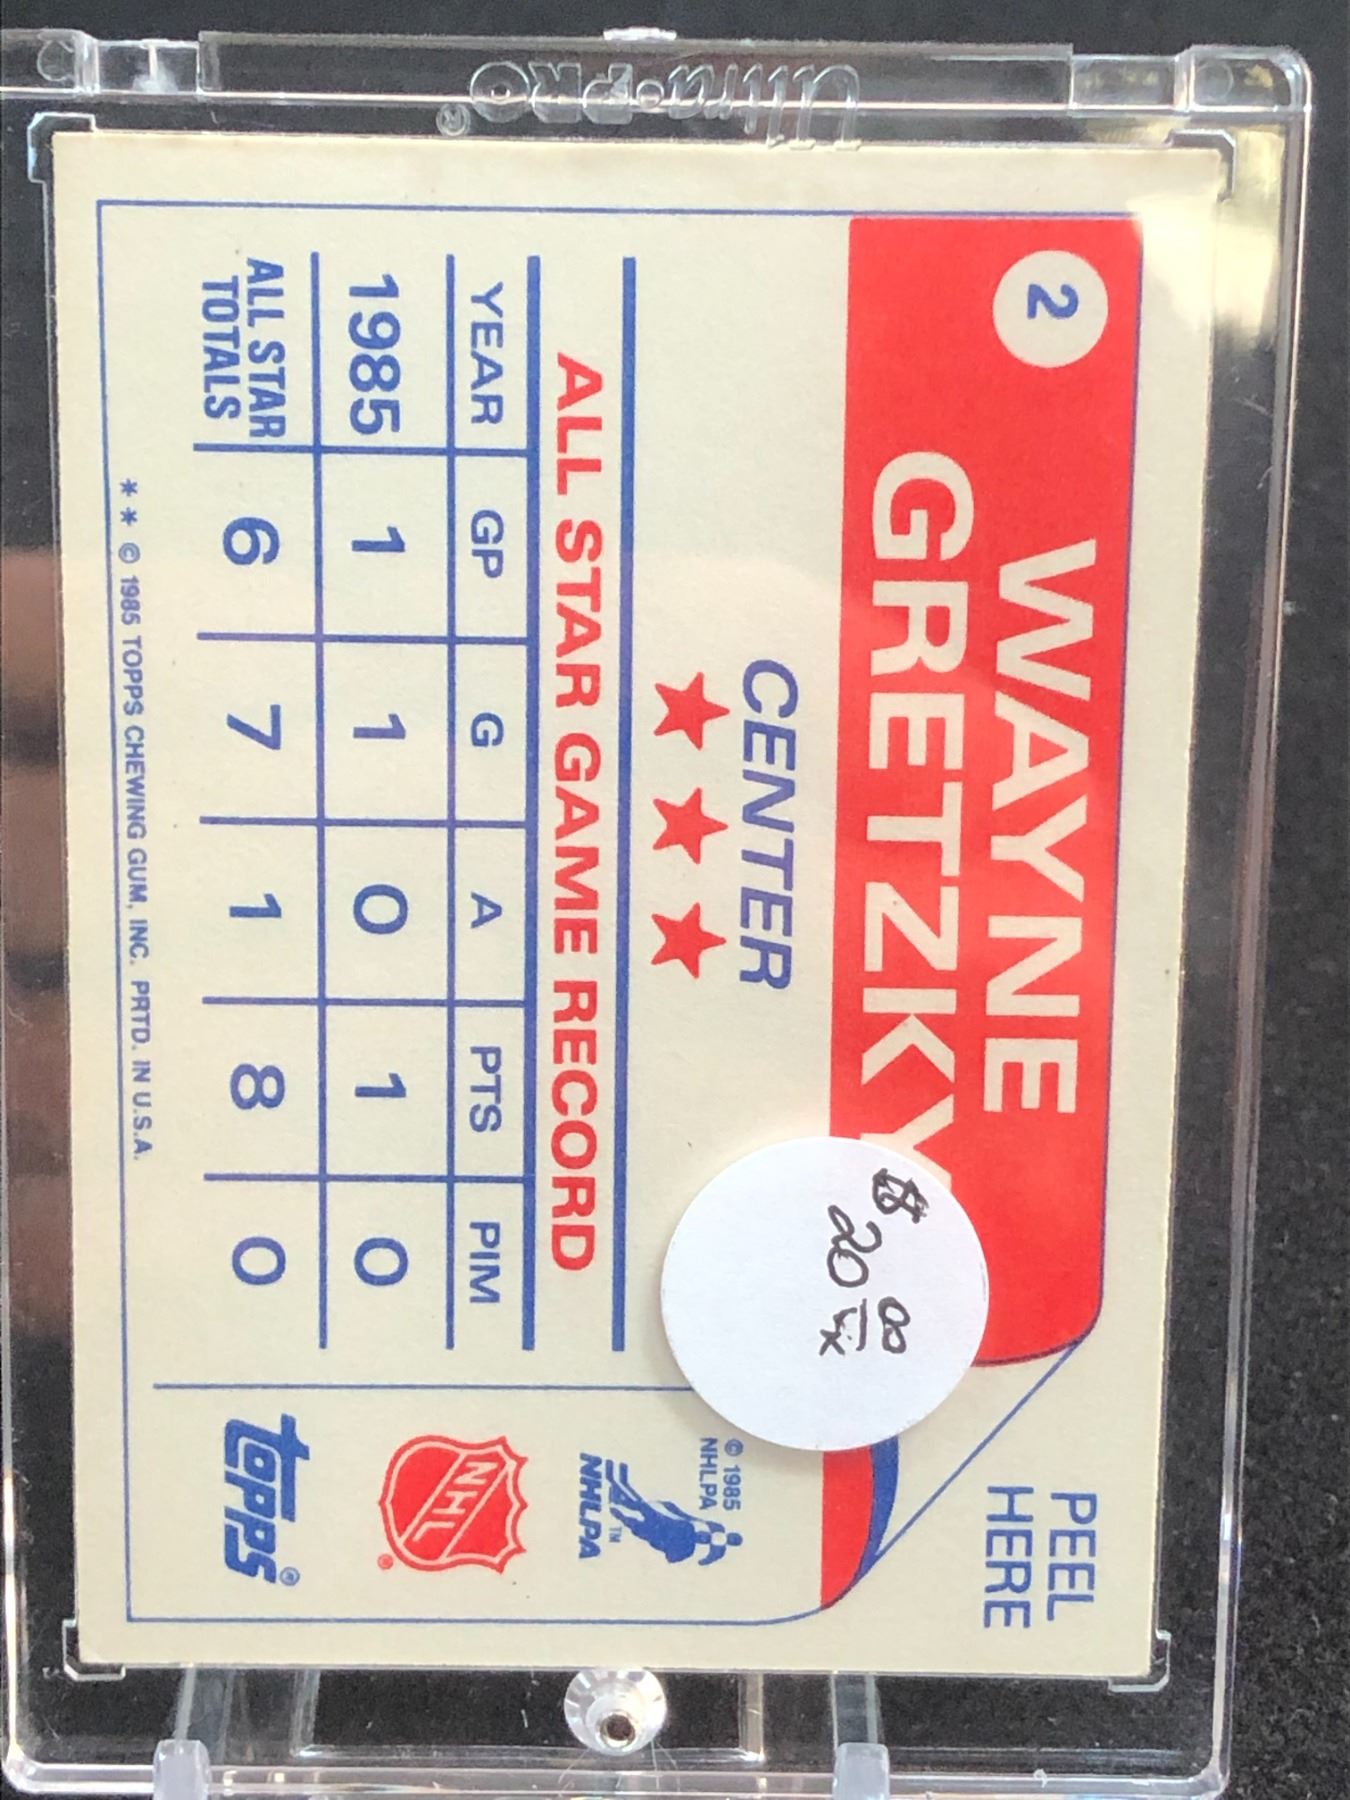 ultra•PRO®
2
WAYNE
GRETZKY
CENTER
ALL STAR GAME RECORD
YEAR GP G A PTS PIM
1985 1 1 0 1 0
ALL STAR
TOTALS 6 7 1 8 0
* * © 1985 TOPPS CHEWING GUM, INC. PRTD. IN U.S.A.
PEEL
HERE
$20 00
© 1985
NHLPA
TM
NHLPA
NHL®
TOPPS®